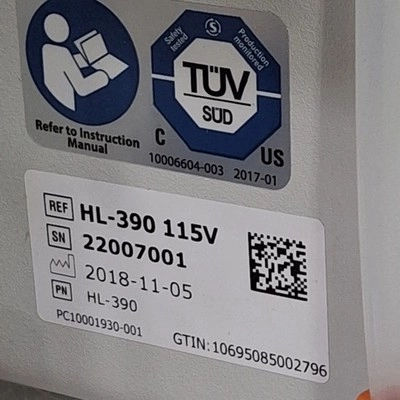 Safety tested
Production monitored
TÜV
SÜD
C US
Refer to Instruction
Manual
10006604-003 2017-01
REF HL-390 115V
SN 22007001
2018-11-05
PN HL-390
PC10001930-001
GTIN: 10695085002796